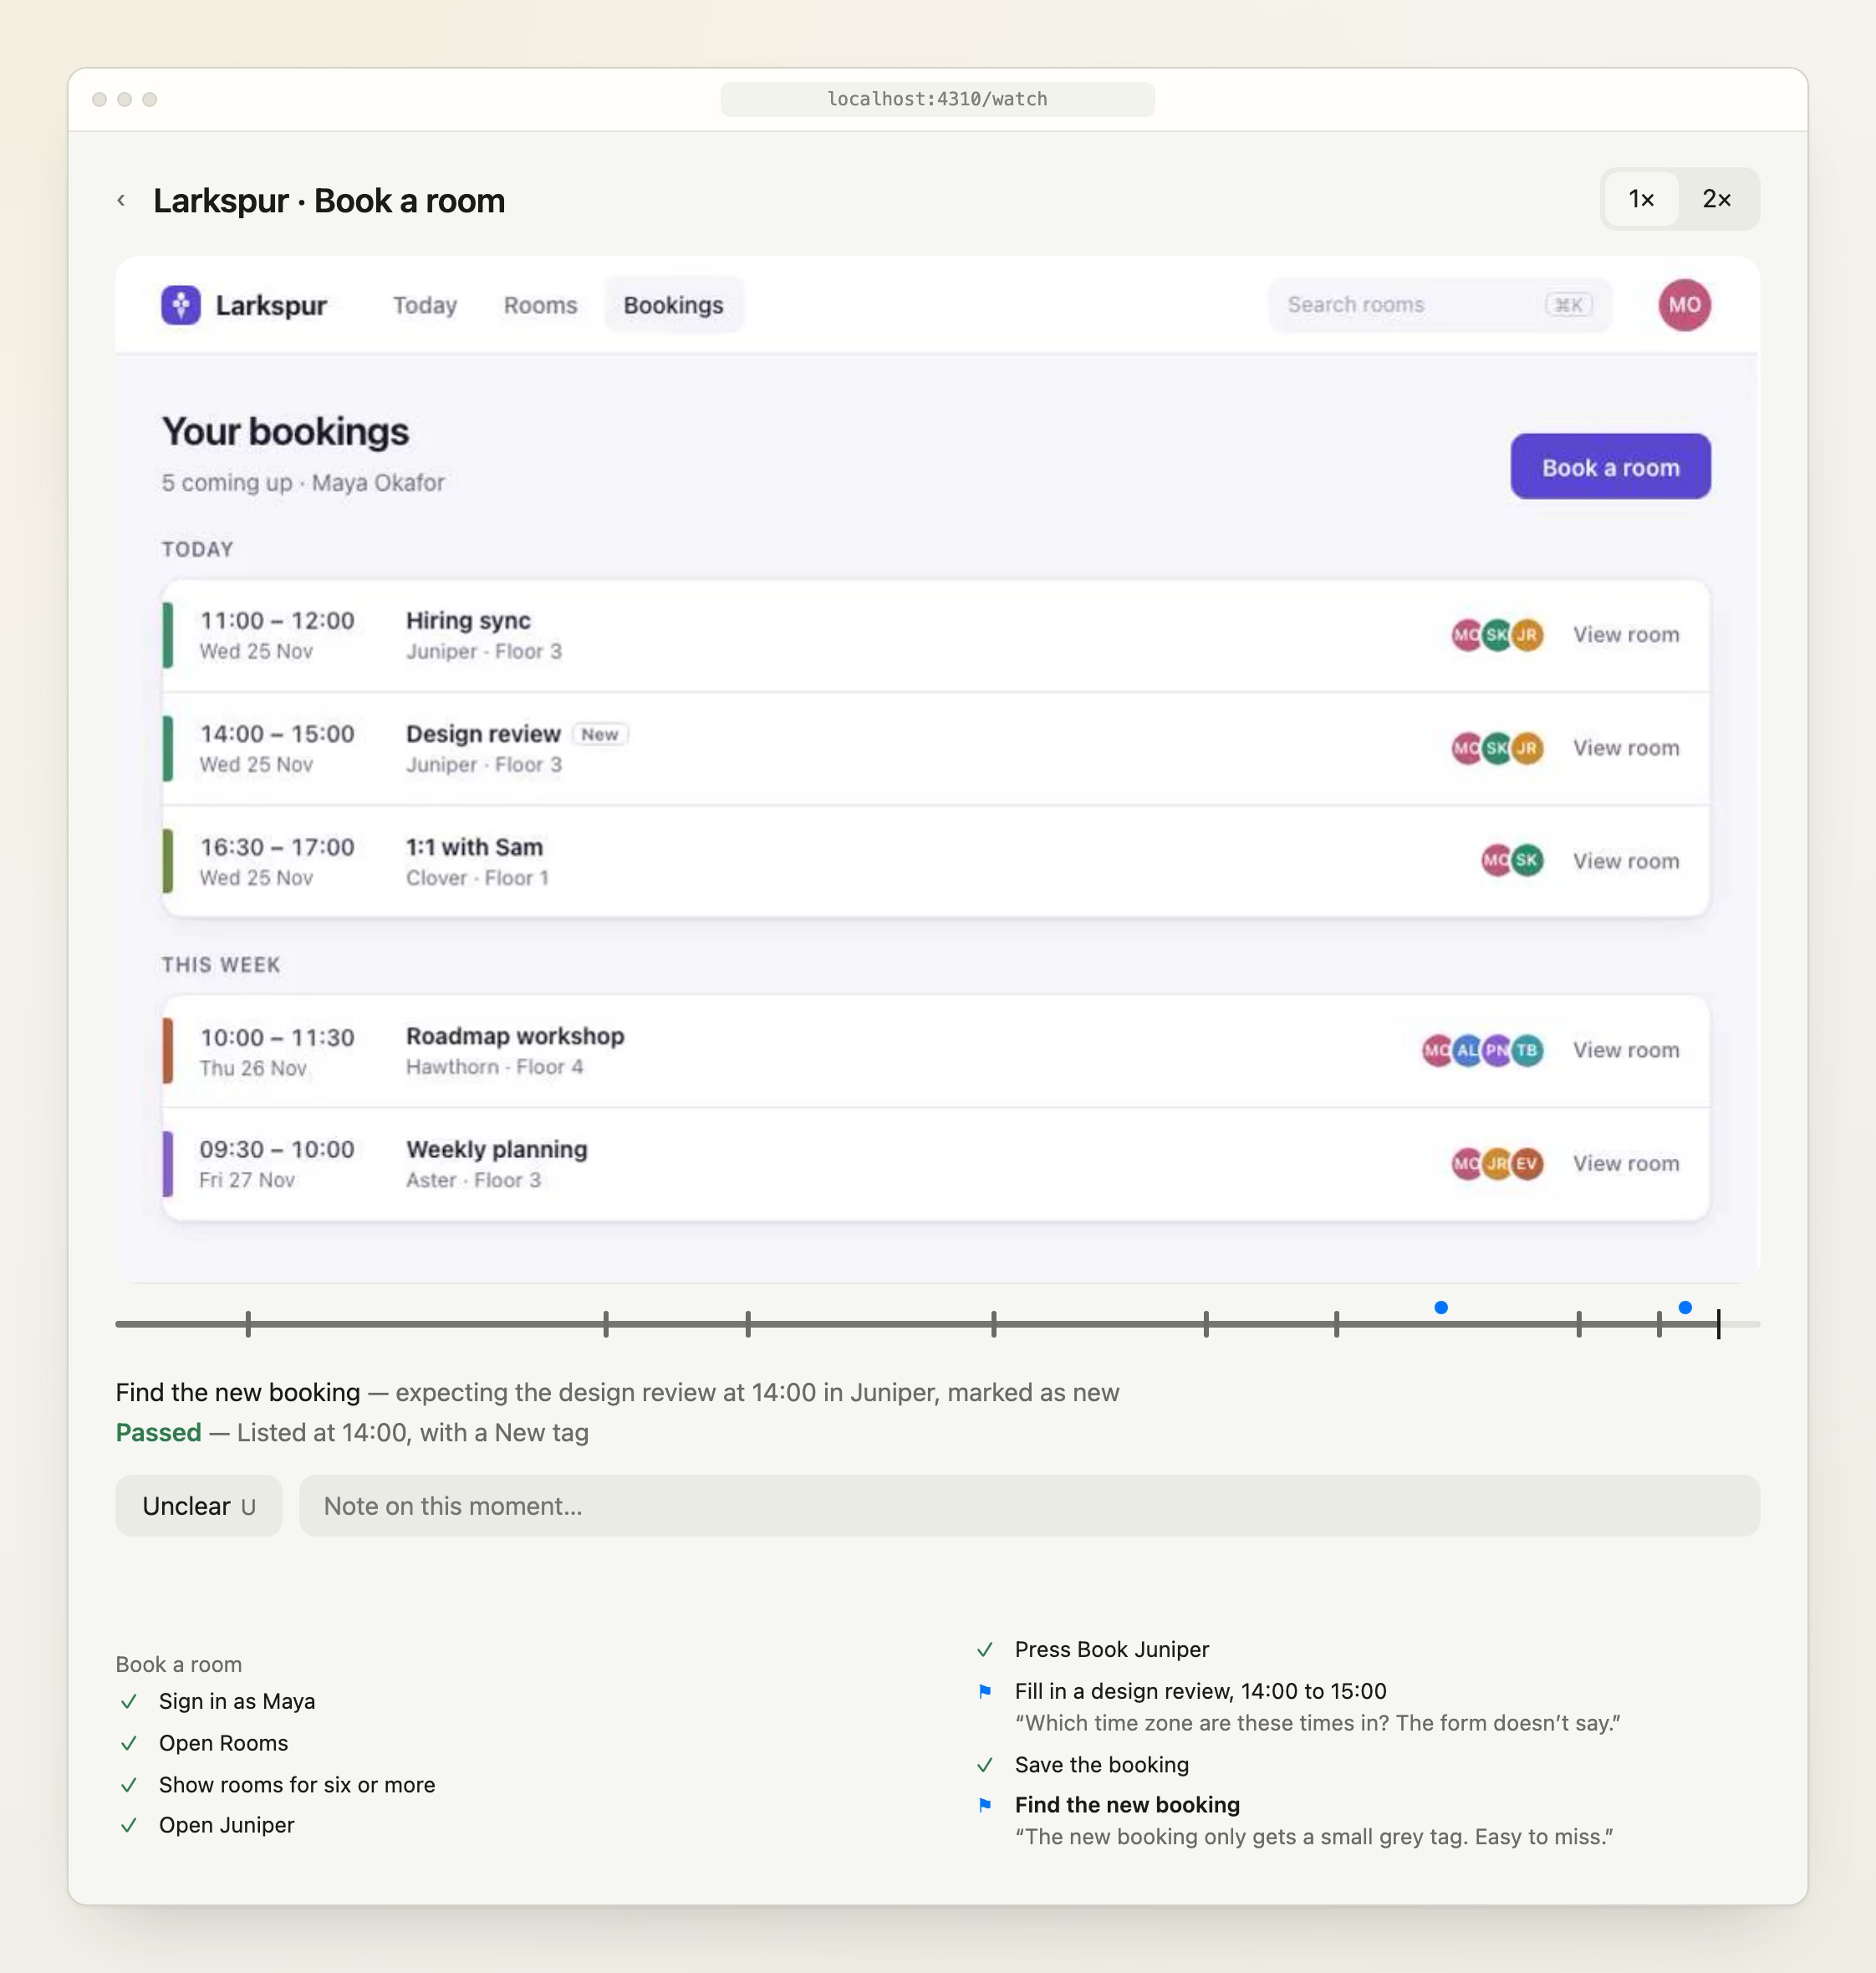 localhost:4310/watch
‹ Larkspur · Book a room
1× 2×
Larkspur Today Rooms Bookings Search rooms ⌘K MO
Your bookings
5 coming up · Maya Okafor
Book a room
TODAY
11:00 – 12:00 Hiring sync MO SK JR View room
Wed 25 Nov Juniper · Floor 3
14:00 – 15:00 Design review New MO SK JR View room
Wed 25 Nov Juniper · Floor 3
16:30 – 17:00 1:1 with Sam MO SK View room
Wed 25 Nov Clover · Floor 1
THIS WEEK
10:00 – 11:30 Roadmap workshop MO AL PN TB View room
Thu 26 Nov Hawthorn · Floor 4
09:30 – 10:00 Weekly planning MO JR EV View room
Fri 27 Nov Aster · Floor 3
Find the new booking — expecting the design review at 14:00 in Juniper, marked as new
Passed — Listed at 14:00, with a New tag
Unclear U Note on this moment…
Book a room
Sign in as Maya
Open Rooms
Show rooms for six or more
Open Juniper
Press Book Juniper
Fill in a design review, 14:00 to 15:00
“Which time zone are these times in? The form doesn’t say.”
Save the booking
Find the new booking
“The new booking only gets a small grey tag. Easy to miss.”